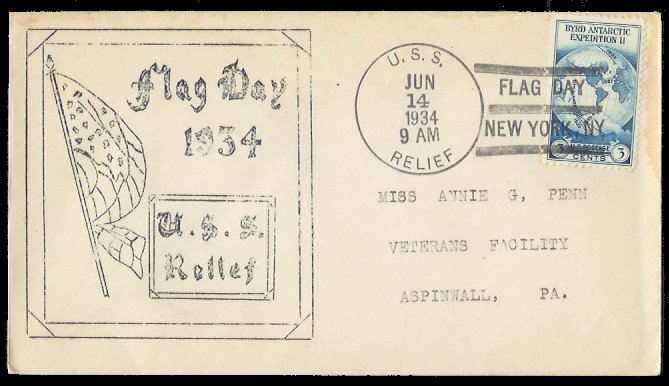 Flag Day
1934
U.S.S.
Relief
U.S.S.
JUN
14
1934
9 AM
RELIEF
FLAG DAY
NEW YORK, NY
BYRD ANTARCTIC
EXPEDITION II
U.S. POSTAGE
3 CENTS 3
MISS ANNIE G, PENN
VETERANS FACILITY
ASPINWALL, PA.